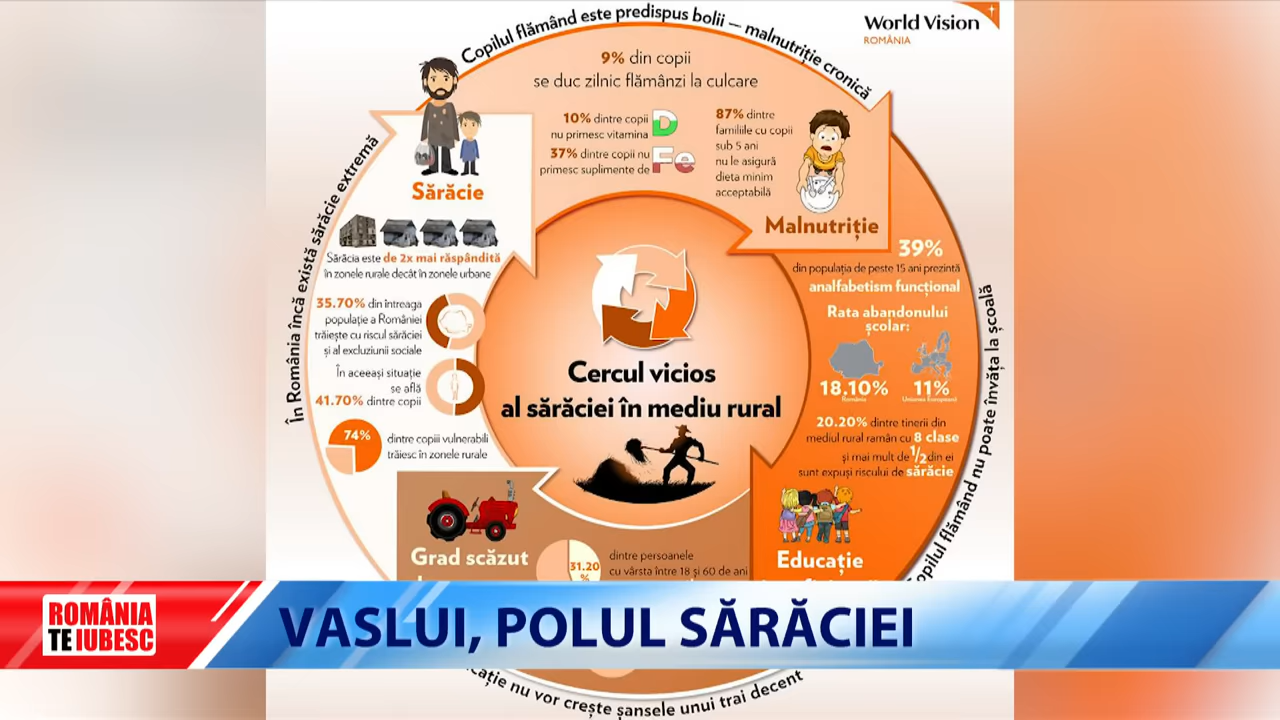 World Vision
ROMÂNIA
Copilul flămând este predispus bolii — malnutriție cronică
9% din copii
se duc zilnic flămânzi la culcare
10% dintre copii
nu primesc vitamina D
37% dintre copii nu
primesc suplimente de Fe
87% dintre
familiile cu copii
sub 5 ani
nu le asigură
dieta minim
acceptabilă
Malnutriție
În România încă există sărăcie extremă
Sărăcie
Sărăcia este de 2x mai răspândită
în zonele rurale decât în zonele urbane
35.70% din întreaga
populație a României
trăiește cu riscul sărăciei
și al excluziunii sociale
În aceeași situație
se află
41.70% dintre copii
74%
dintre copiii vulnerabili
trăiesc în zonele rurale
Cercul vicios
al sărăciei în mediu rural
39%
din populația de peste 15 ani prezintă
analfabetism funcțional
Rata abandonului
școlar:
18.10% 11%
România Uniunea Europeană
20.20% dintre tinerii din
mediul rural ramân cu 8 clase
și mai mult de 1/2 din ei
sunt expuși riscului de sărăcie
opilul flămând nu poate învăța la școală
Educație
Grad scăzut
31.20
%
dintre persoanele
cu vârsta între 18 și 60 de ani
ROMÂNIA
TE IUBESC
VASLUI, POLUL SĂRĂCIEI
cație nu vor crește șansele unui trai decent